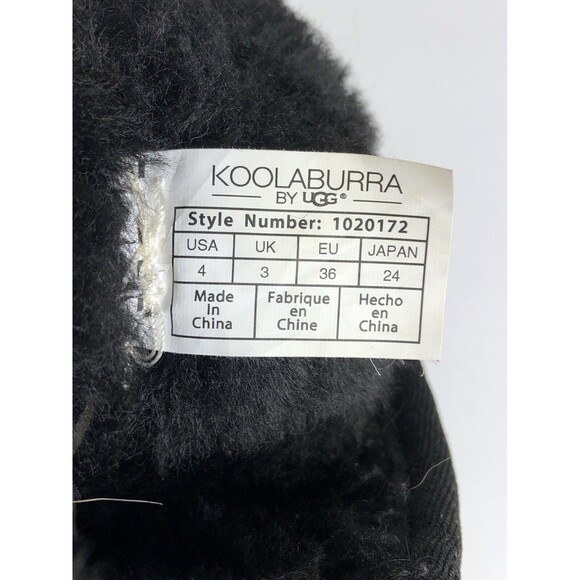 KOOLABURRA
BY UGG®
Style Number: 1020172
USA UK EU JAPAN
4 3 36 24
Made In China
Fabrique en Chine
Hecho en China